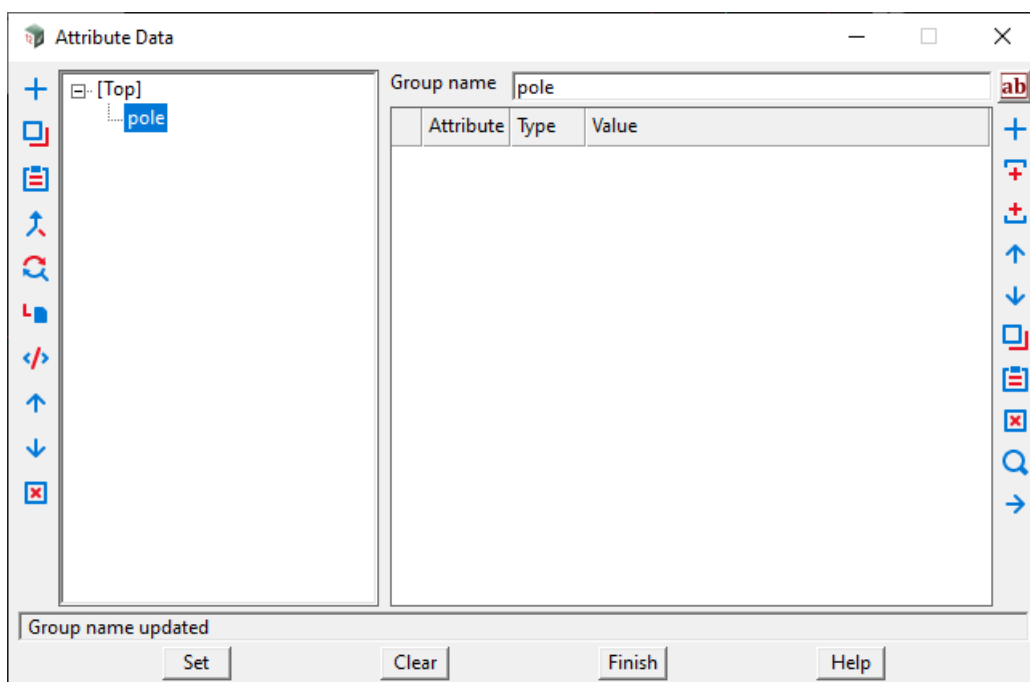 Attribute Data
[Top]
pole
Group name pole ab
Attribute Type Value
Group name updated
Set Clear Finish Help